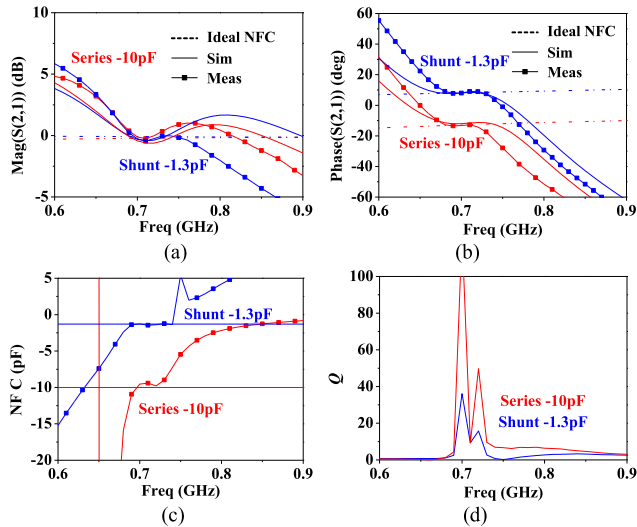 10
5
0
-5
Mag(S(2,1)) (dB)
Series -10pF
Ideal NFC
Sim
Meas
Shunt -1.3pF
0.6 0.7 0.8 0.9
Freq (GHz)
(a)
60
40
20
0
-20
-40
-60
Phase(S(2,1)) (deg)
Ideal NFC
Shunt -1.3pF
Sim
Meas
Series -10pF
0.6 0.7 0.8 0.9
Freq (GHz)
(b)
5
0
-5
-10
-15
-20
NF C (pF)
Shunt -1.3pF
Series -10pF
0.6 0.7 0.8 0.9
Freq (GHz)
(c)
100
80
60
40
20
0
Q
Series -10pF
Shunt -1.3pF
0.6 0.7 0.8 0.9
Freq (GHz)
(d)